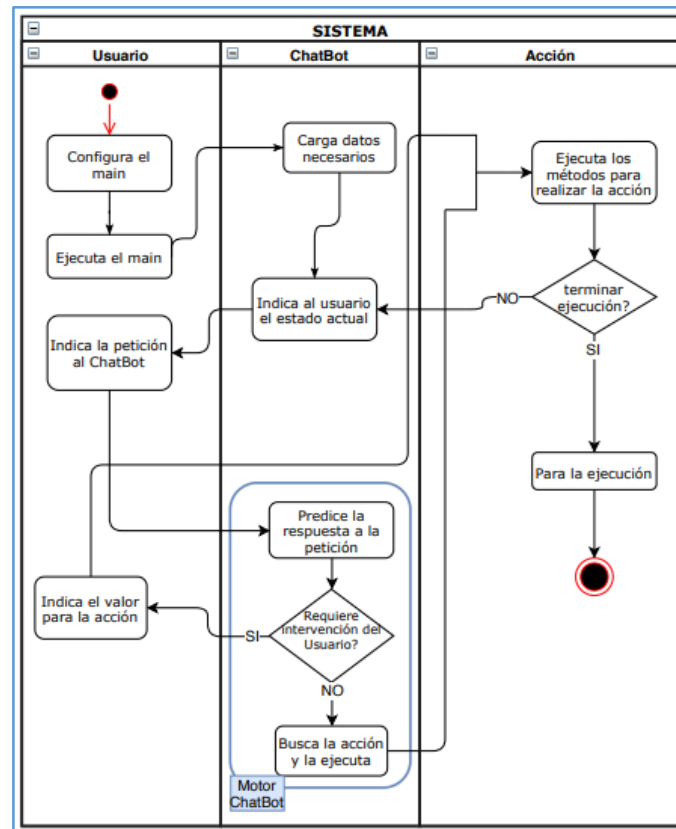 SISTEMA
Usuario
ChatBot
Acción
Configura el
main
Ejecuta el main
Carga datos
necesarios
Ejecuta los
métodos para
realizar la acción
Indica al usuario
el estado actual
NO
terminar
ejecución?
SI
Indica la petición
al ChatBot
Para la ejecución
Predice la
respuesta a la
petición
Indica el valor
para la acción
SI
Requiere
intervención del
Usuario?
NO
Busca la acción
y la ejecuta
Motor
ChatBot